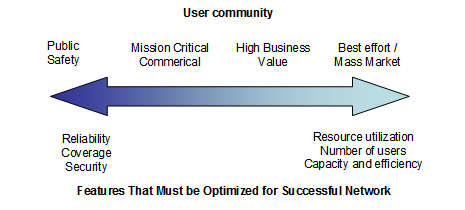 User community
Public
Safety
Mission Critical
Commerical
High Business
Value
Best effort /
Mass Market
Reliability
Coverage
Security
Resource utilization
Number of users
Capacity and efficiency
Features That Must be Optimized for Successful Network